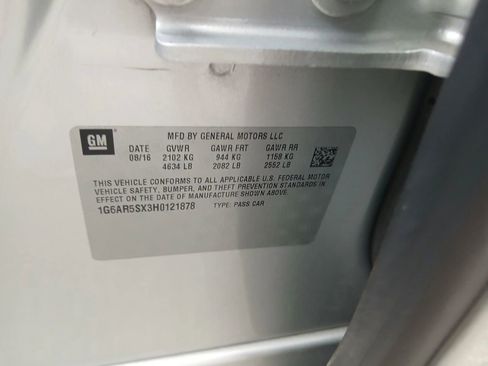 GM
MFD BY GENERAL MOTORS LLC
DATE GVWR GAWR FRT GAWR RR
08/16 2102 KG 944 KG 1158 KG
4634 LB 2082 LB 2552 LB
THIS VEHICLE CONFORMS TO ALL APPLICABLE U.S. FEDERAL MOTOR
VEHICLE SAFETY, BUMPER, AND THEFT PREVENTION STANDARDS IN
EFFECT ON THE DATE OF MANUFACTURE SHOWN ABOVE.
1G6AR5SX3H0121878 TYPE: PASS CAR